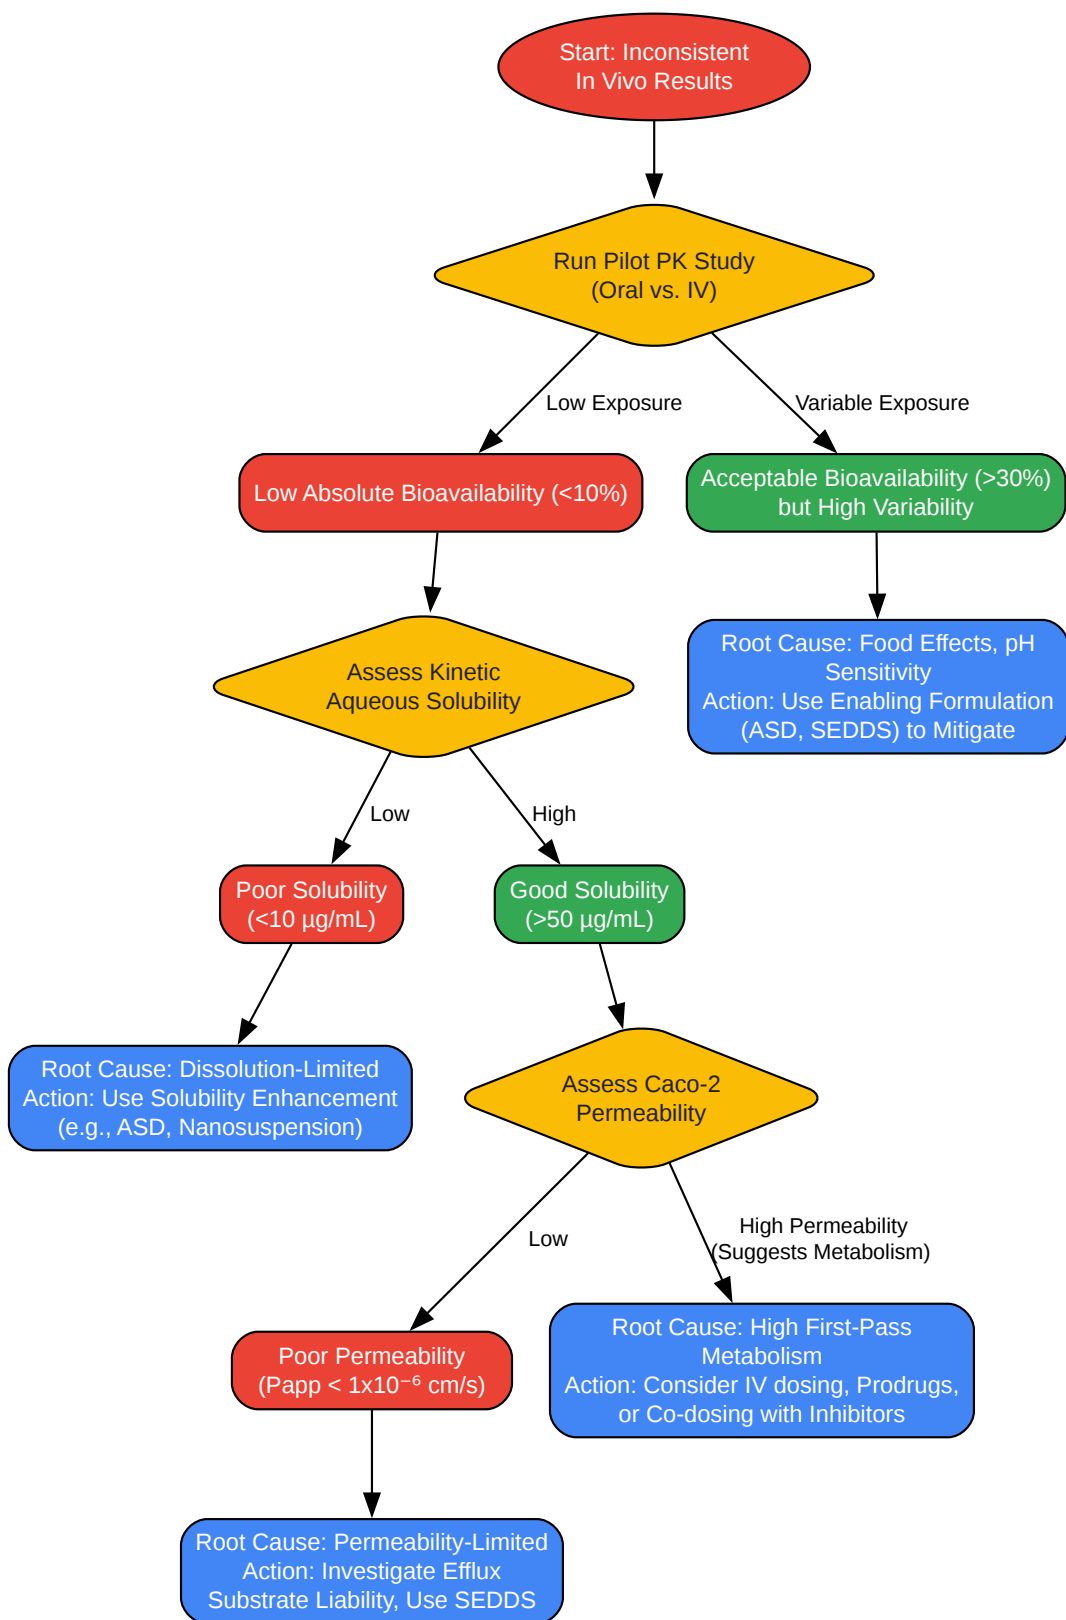 Start: Inconsistent
In Vivo Results
Run Pilot PK Study
(Oral vs. IV)
Low Exposure
Variable Exposure
Low Absolute Bioavailability (<10%)
Acceptable Bioavailability (>30%)
but High Variability
Assess Kinetic
Aqueous Solubility
Root Cause: Food Effects, pH
Sensitivity
Action: Use Enabling Formulation
(ASD, SEDDS) to Mitigate
Low
High
Poor Solubility
(<10 µg/mL)
Good Solubility
(>50 µg/mL)
Root Cause: Dissolution-Limited
Action: Use Solubility Enhancement
(e.g., ASD, Nanosuspension)
Assess Caco-2
Permeability
Low
High Permeability
(Suggests Metabolism)
Poor Permeability
(Papp < 1x10⁻⁶ cm/s)
Root Cause: High First-Pass
Metabolism
Action: Consider IV dosing, Prodrugs,
or Co-dosing with Inhibitors
Root Cause: Permeability-Limited
Action: Investigate Efflux
Substrate Liability, Use SEDDS